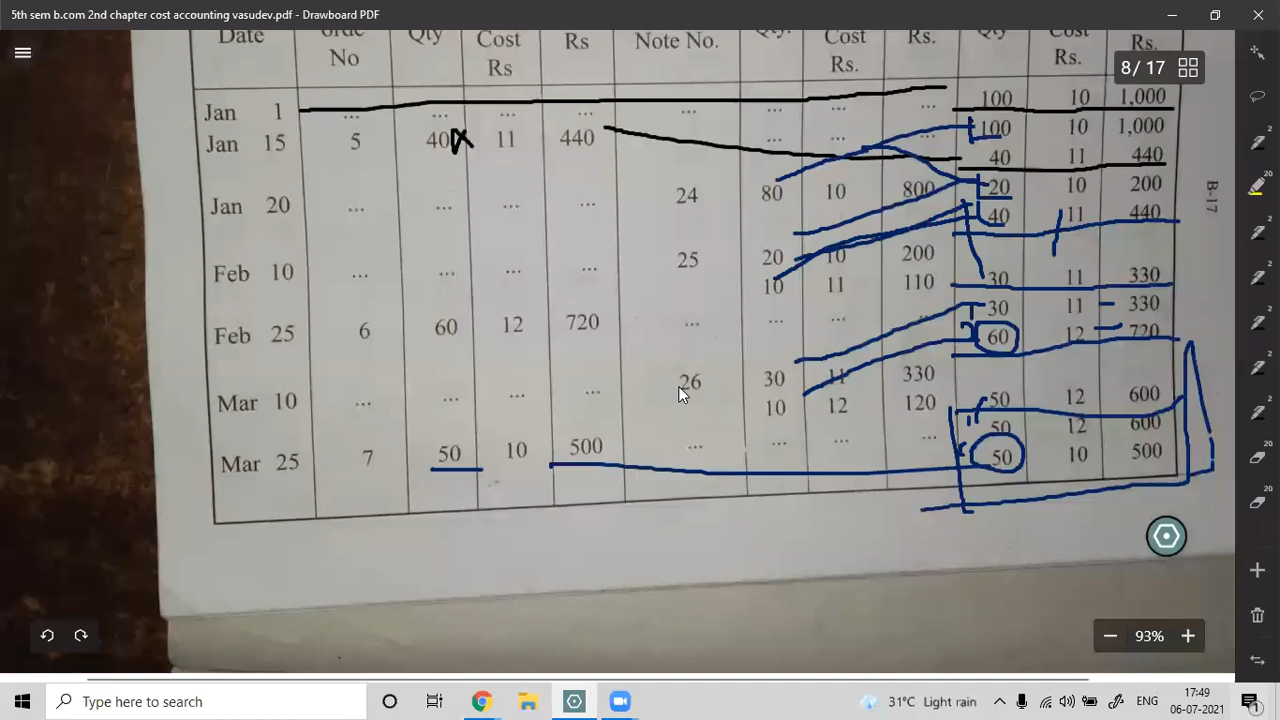 5th sem b.com 2nd chapter cost accounting vasudev.pdf - Drawboard PDF
Date No Qty Cost Rs Rs Note No. Qty. Cost Rs. Rs. Qty Cost Rs. Rs.
8 / 17
Jan 1 ... ... ... ... ... ... ... ... 100 10 1,000
Jan 15 5 40 11 440 ... ... ... ... 100 10 1,000
40 11 440
Jan 20 ... ... ... ... 24 80 10 800 20 10 200
40 11 440
Feb 10 ... ... ... ... 25 20 10 200
10 11 110 30 11 330
Feb 25 6 60 12 720 ... ... ... ... 30 11 330
60 12 720
Mar 10 ... ... ... ... 26 30 11 330
10 12 120 50 12 600
Mar 25 7 50 10 500 ... ... ... ... 50 12 600
50 10 500
B-17
93%
Type here to search
31°C Light rain
ENG
17:49
06-07-2021